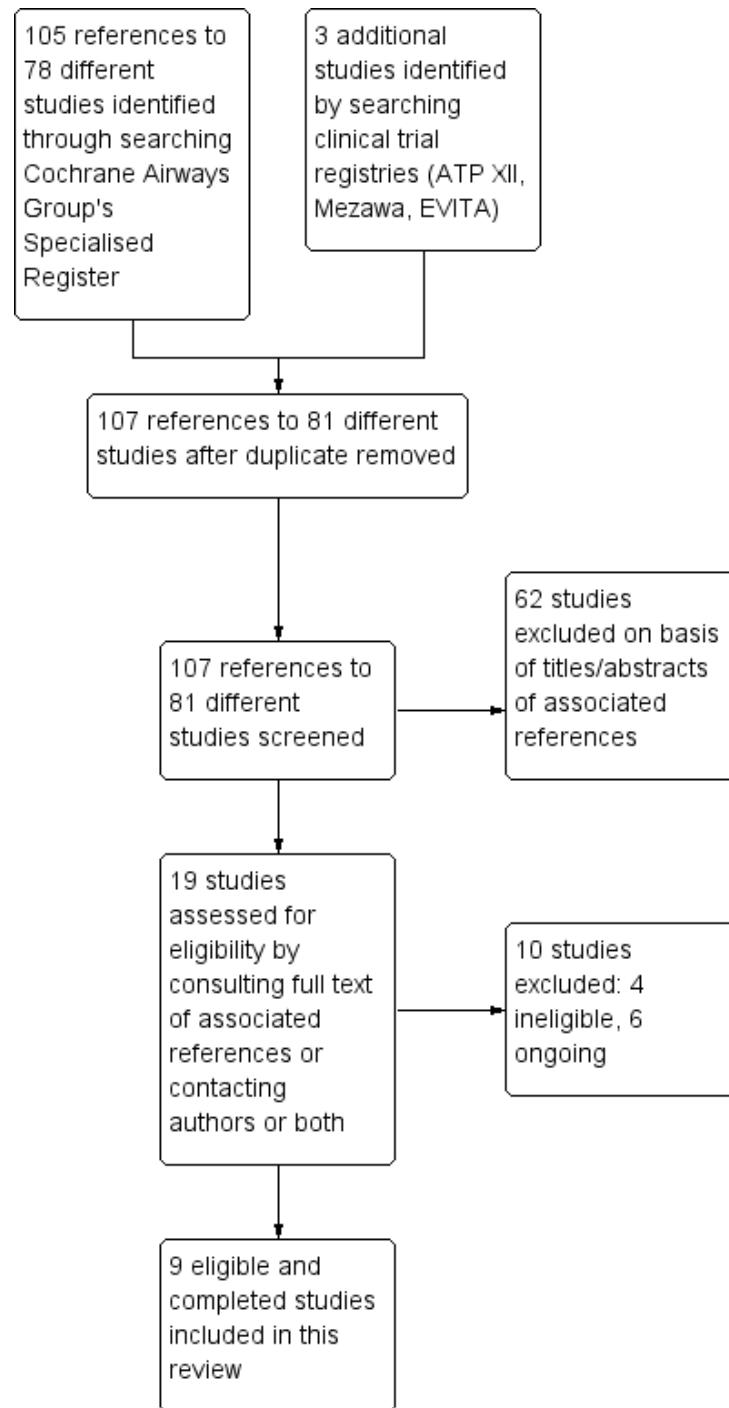 105 references to
78 different
studies identified
through searching
Cochrane Airways
Group's
Specialised
Register
3 additional
studies identified
by searching
clinical trial
registries (ATP XII,
Mezawa, EVITA)
107 references to 81 different
studies after duplicate removed
107 references to
81 different
studies screened
62 studies
excluded on basis
of titles/abstracts
of associated
references
19 studies
assessed for
eligibility by
consulting full text
of associated
references or
contacting
authors or both
10 studies
excluded: 4
ineligible, 6
ongoing
9 eligible and
completed studies
included in this
review